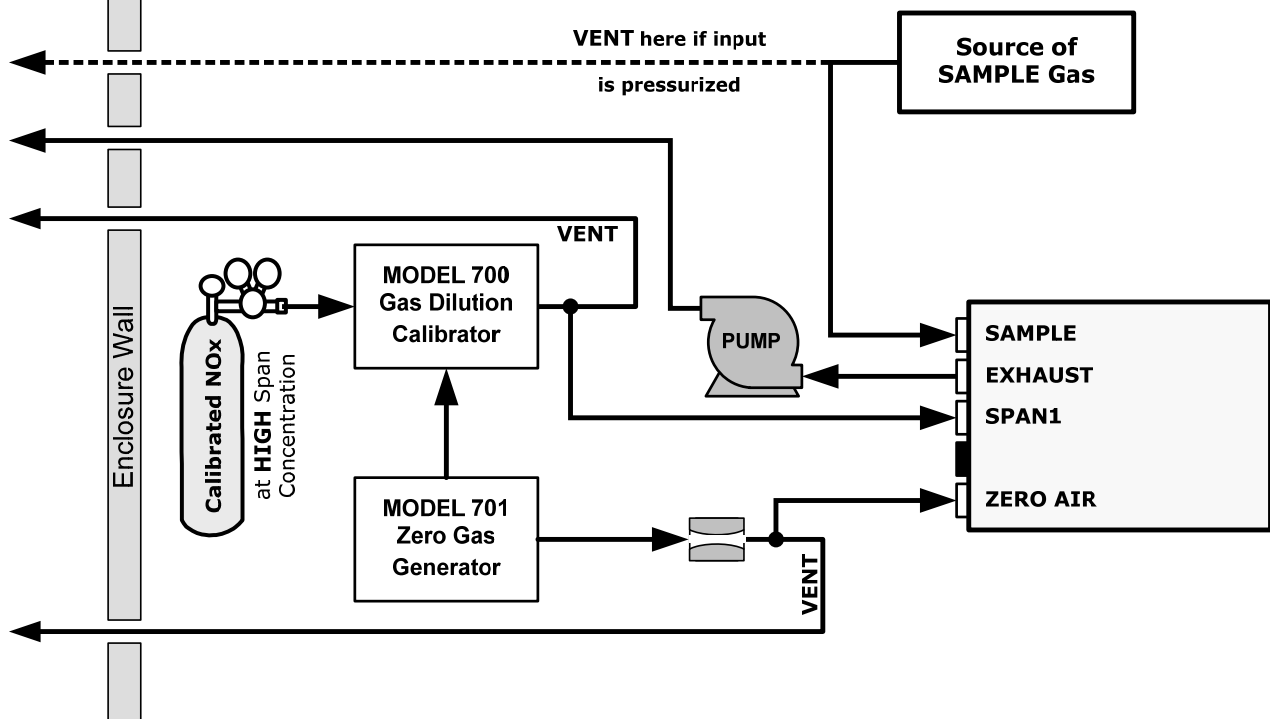 VENT here if input
is pressurized
Source of
SAMPLE Gas
VENT
MODEL 700
Gas Dilution
Calibrator
Enclosure Wall
Calibrated NOx
at HIGH Span
Concentration
PUMP
SAMPLE
EXHAUST
SPAN1
ZERO AIR
MODEL 701
Zero Gas
Generator
VENT